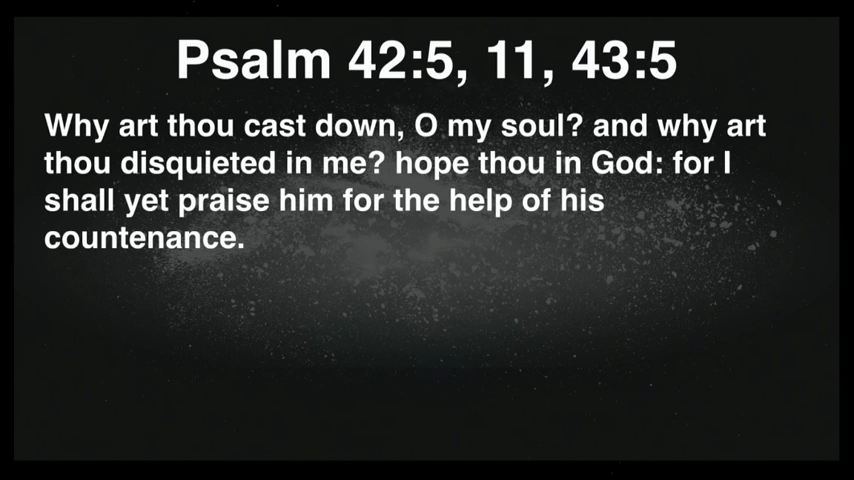 Psalm 42:5, 11, 43:5
Why art thou cast down, O my soul? and why art
thou disquieted in me? hope thou in God: for I
shall yet praise him for the help of his
countenance.